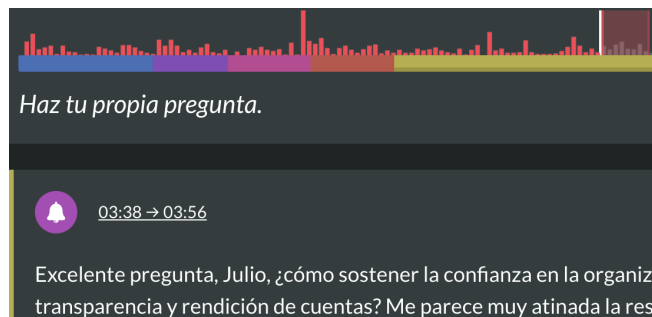 Haz tu propia pregunta.
03:38 → 03:56
Excelente pregunta, Julio, ¿cómo sostener la confianza en la organiz
transparencia y rendición de cuentas? Me parece muy atinada la res